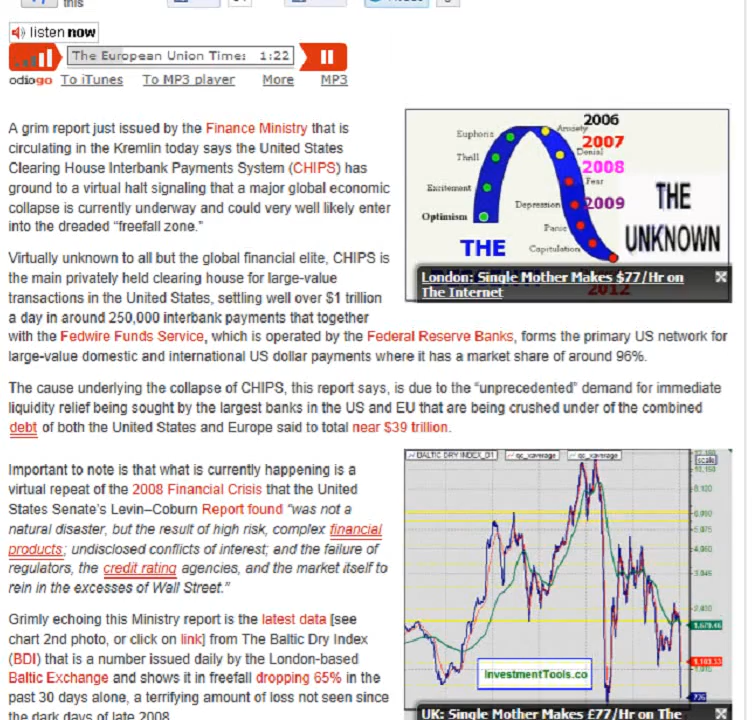 this
listen now
The European Union Time: 1:22
odiogo To iTunes To MP3 player More MP3
A grim report just issued by the Finance Ministry that is
circulating in the Kremlin today says the United States
Clearing House Interbank Payments System (CHIPS) has
ground to a virtual halt signaling that a major global economic
collapse is currently underway and could very well likely enter
into the dreaded “freefall zone.”
Euphoria
Thrill
Excitement
Optimism
Anxiety
Denial
Fear
Depression
Panic
Capitulation
2006
2007
2008
2009
2012
THE
THE
UNKNOWN
London: Single Mother Makes $77/Hr on
The Internet
Virtually unknown to all but the global financial elite, CHIPS is
the main privately held clearing house for large-value
transactions in the United States, settling well over $1 trillion
a day in around 250,000 interbank payments that together
with the Fedwire Funds Service, which is operated by the Federal Reserve Banks, forms the primary US network for
large-value domestic and international US dollar payments where it has a market share of around 96%.
The cause underlying the collapse of CHIPS, this report says, is due to the “unprecedented” demand for immediate
liquidity relief being sought by the largest banks in the US and EU that are being crushed under of the combined
debt of both the United States and Europe said to total near $39 trillion.
Important to note is that what is currently happening is a
virtual repeat of the 2008 Financial Crisis that the United
States Senate’s Levin–Coburn Report found “was not a
natural disaster, but the result of high risk, complex financial
products; undisclosed conflicts of interest; and the failure of
regulators, the credit rating agencies, and the market itself to
rein in the excesses of Wall Street.”
Grimly echoing this Ministry report is the latest data [see
chart 2nd photo, or click on link] from The Baltic Dry Index
(BDI) that is a number issued daily by the London-based
Baltic Exchange and shows it in freefall dropping 65% in the
past 30 days alone, a terrifying amount of loss not seen since
the dark days of late 2008
BALTIC DRY INDEX_D1 qc_xaverage qc_xaverage
scale
InvestmentTools.co
UK: Single Mother Makes £77/Hr on The